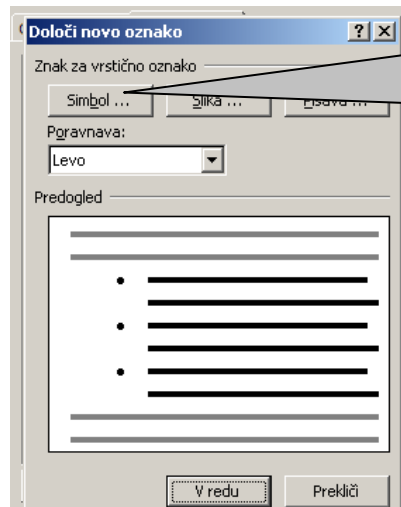 Določi novo oznako
Znak za vrstično oznako
Simbol ... Slika ... Pisava ...
Poravnava:
Levo
Predogled
V redu Prekliči